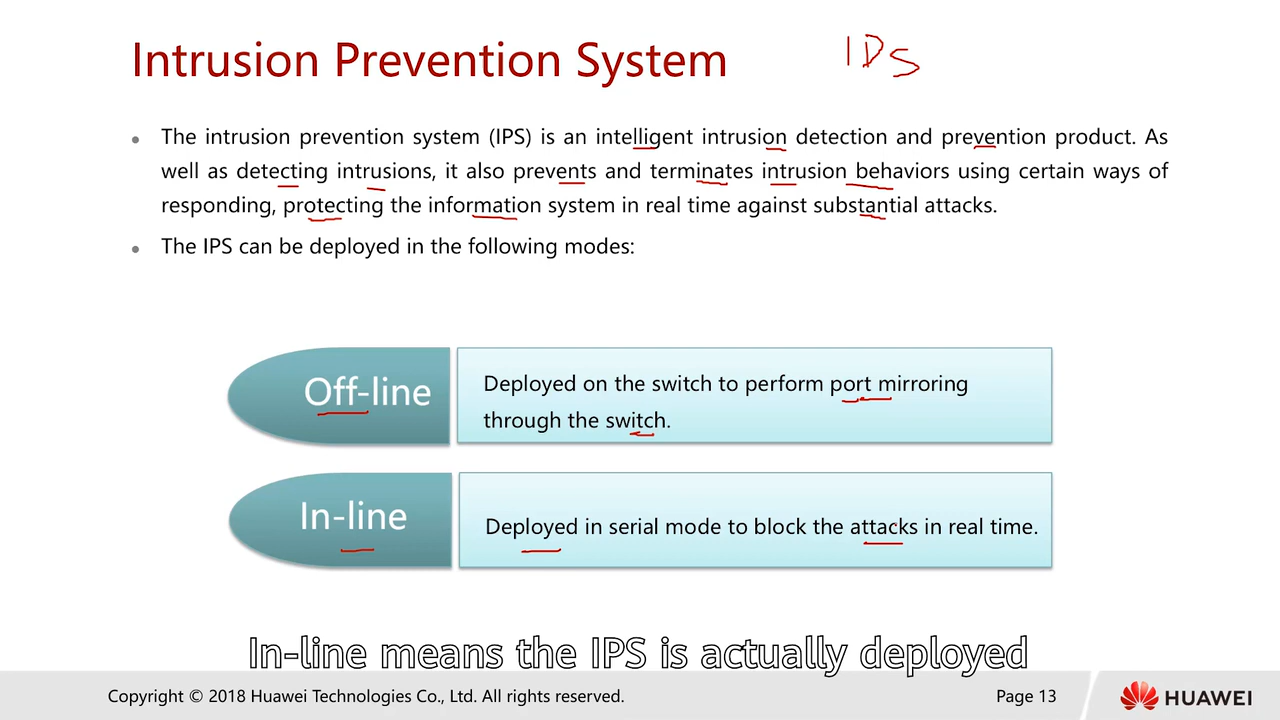 Intrusion Prevention System
IDS
The intrusion prevention system (IPS) is an intelligent intrusion detection and prevention product. As
well as detecting intrusions, it also prevents and terminates intrusion behaviors using certain ways of
responding, protecting the information system in real time against substantial attacks.
The IPS can be deployed in the following modes:
Off-line
Deployed on the switch to perform port mirroring
through the switch.
In-line
Deployed in serial mode to block the attacks in real time.
In-line means the IPS is actually deployed
Copyright © 2018 Huawei Technologies Co., Ltd. All rights reserved.
Page 13
HUAWEI